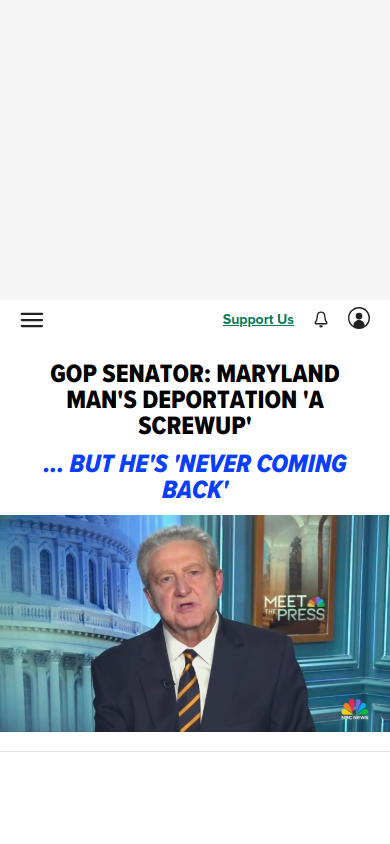 Support Us
GOP SENATOR: MARYLAND
MAN'S DEPORTATION 'A
SCREWUP'
... BUT HE'S 'NEVER COMING
BACK'
MEET
THE PRESS
NBC NEWS